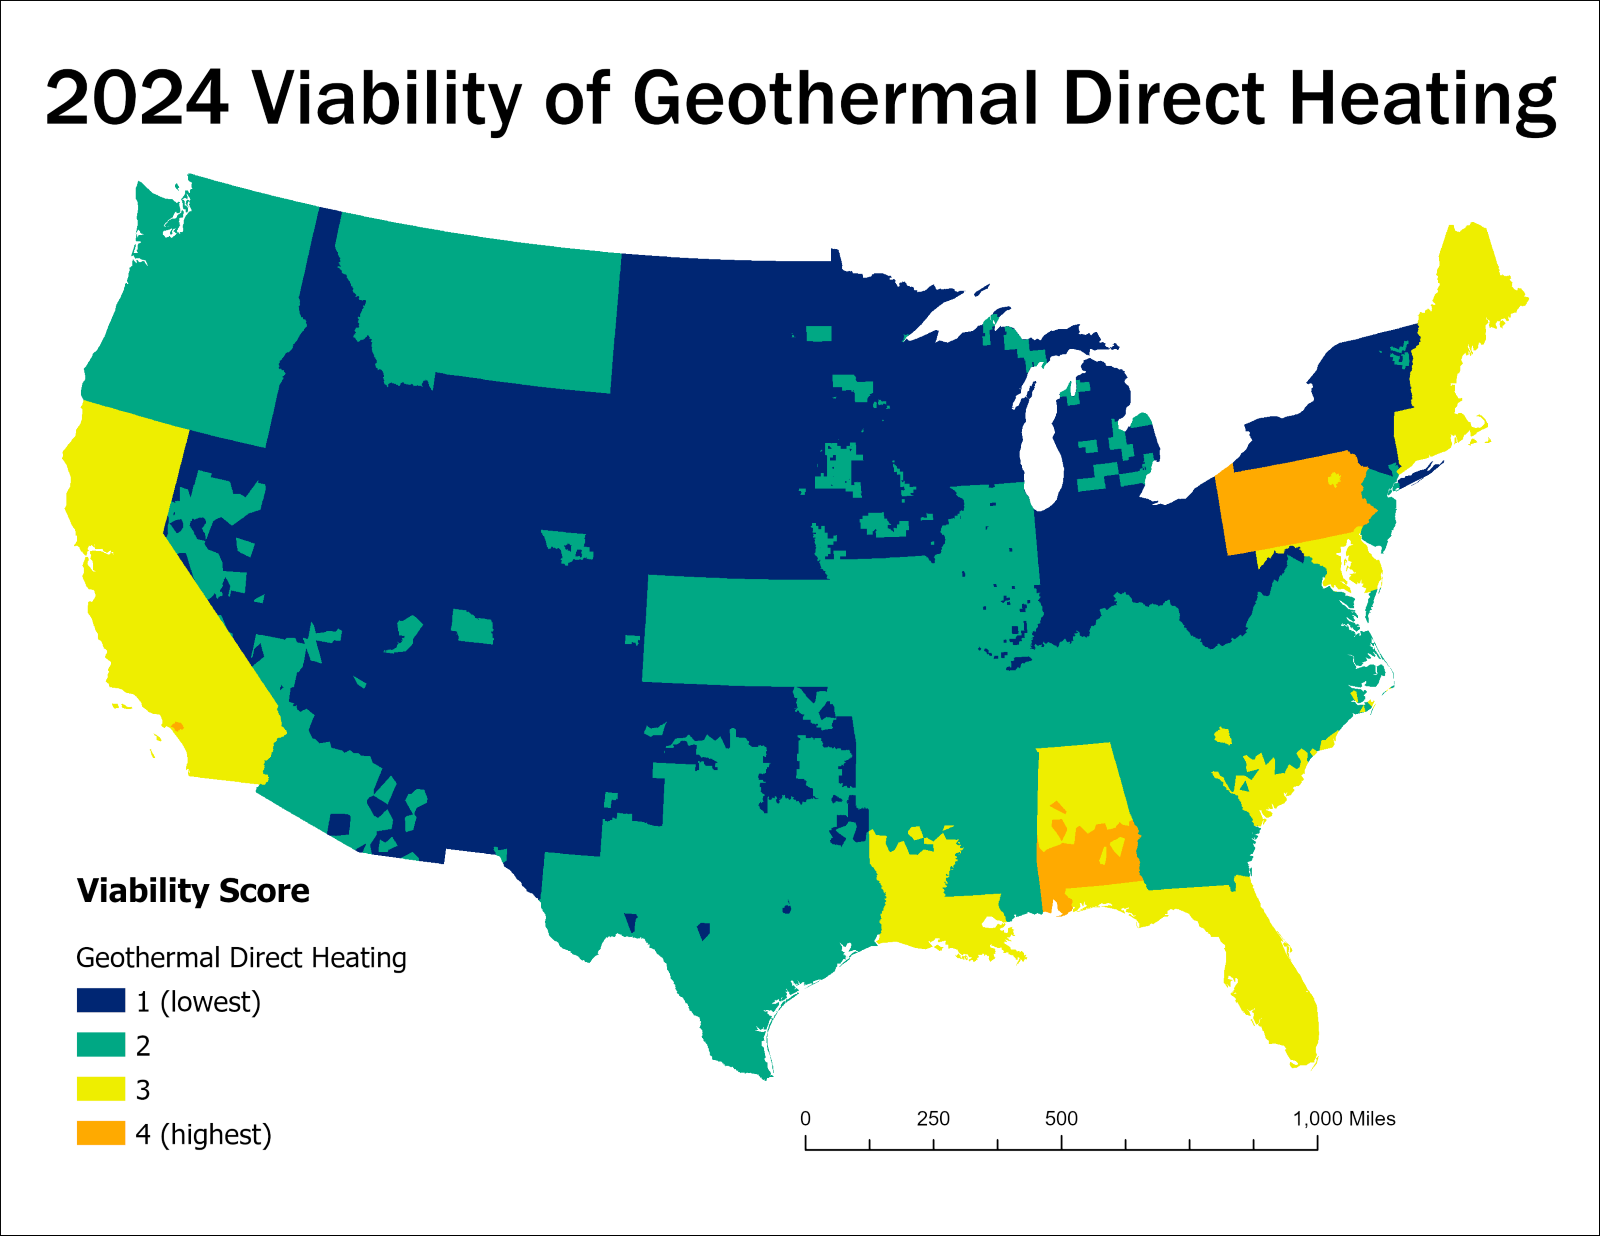 2024 Viability of Geothermal Direct Heating
Viability Score
Geothermal Direct Heating
1 (lowest)
2
3
4 (highest)
0 250 500 1,000 Miles